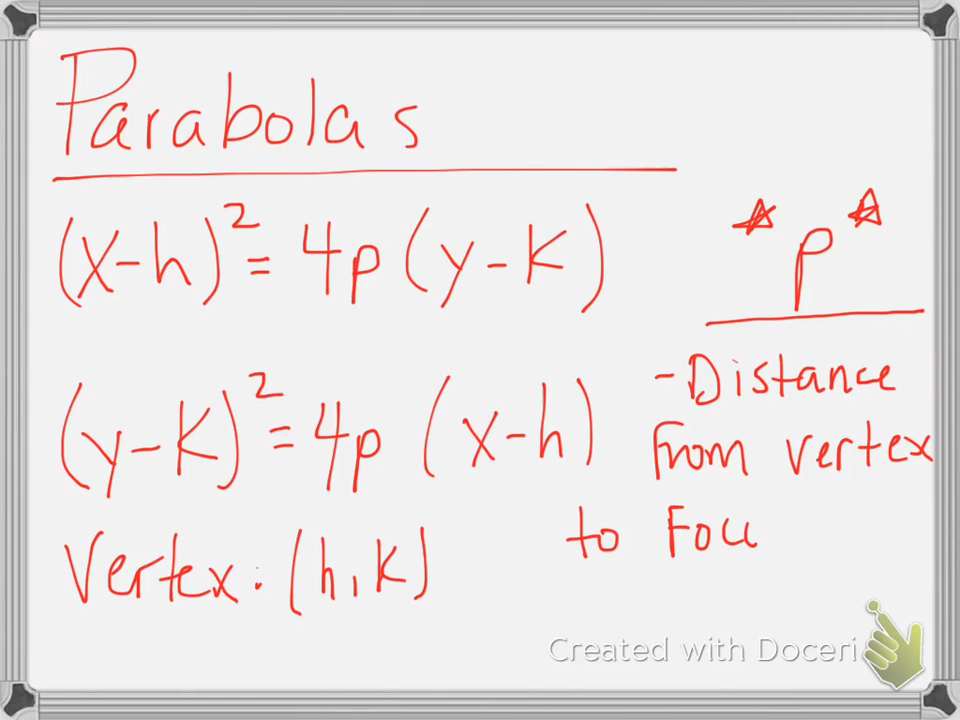 Parabolas
(x-h)² = 4p (y-k)
(y-k)² = 4p (x-h)
Vertex: (h, k)
☆ p ☆
-Distance
From vertex
to Focu
Created with Doceri